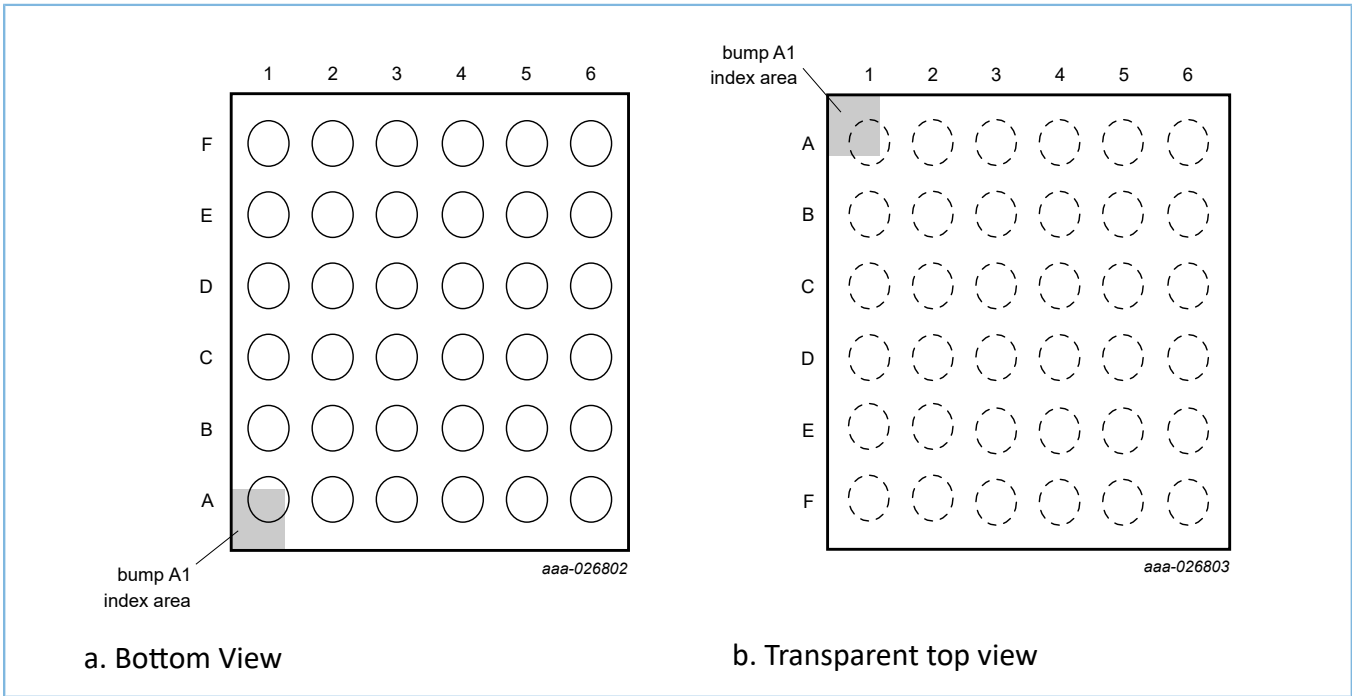 1 2 3 4 5 6
F
E
D
C
B
A
bump A1
index area
aaa-026802
a. Bottom View
bump A1
index area
1 2 3 4 5 6
A
B
C
D
E
F
aaa-026803
b. Transparent top view